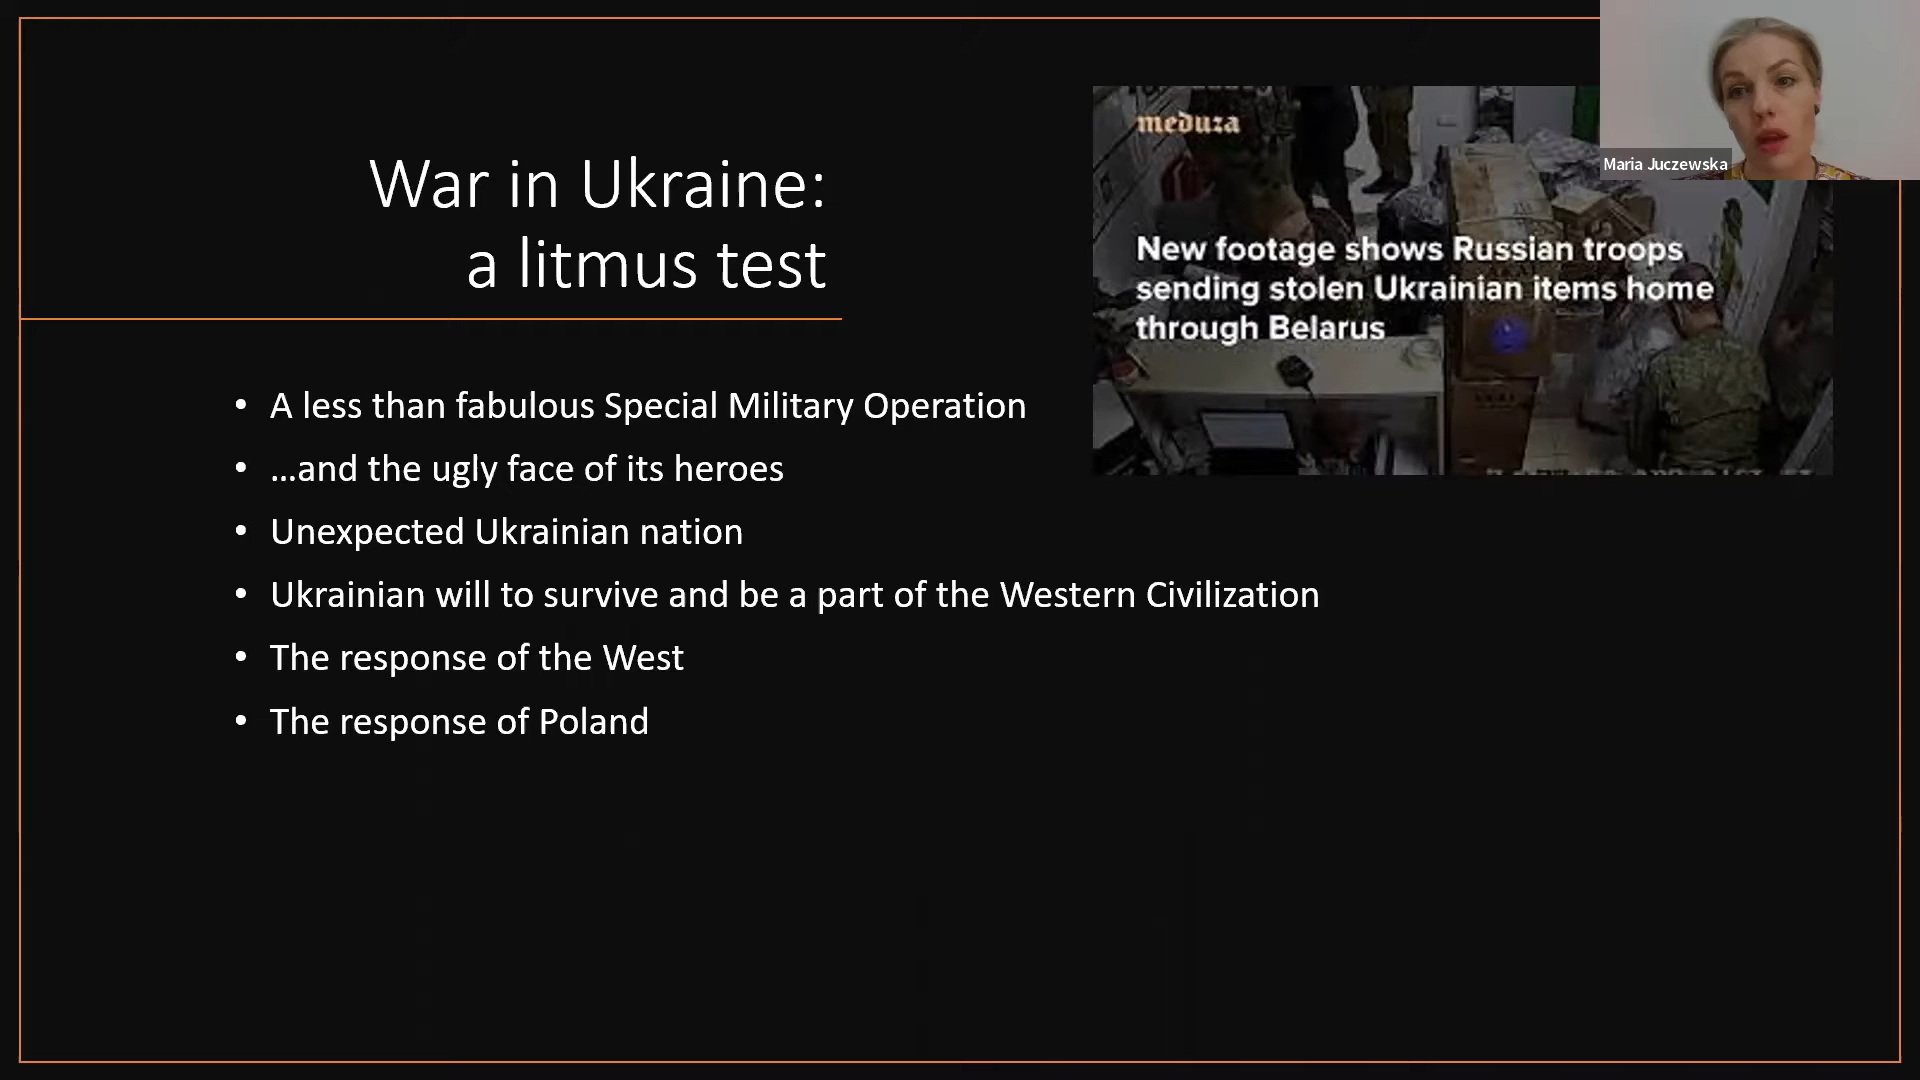 War in Ukraine:
a litmus test
meduza
New footage shows Russian troops
sending stolen Ukrainian items home
through Belarus
Maria Juczewska
• A less than fabulous Special Military Operation
• …and the ugly face of its heroes
• Unexpected Ukrainian nation
• Ukrainian will to survive and be a part of the Western Civilization
• The response of the West
• The response of Poland